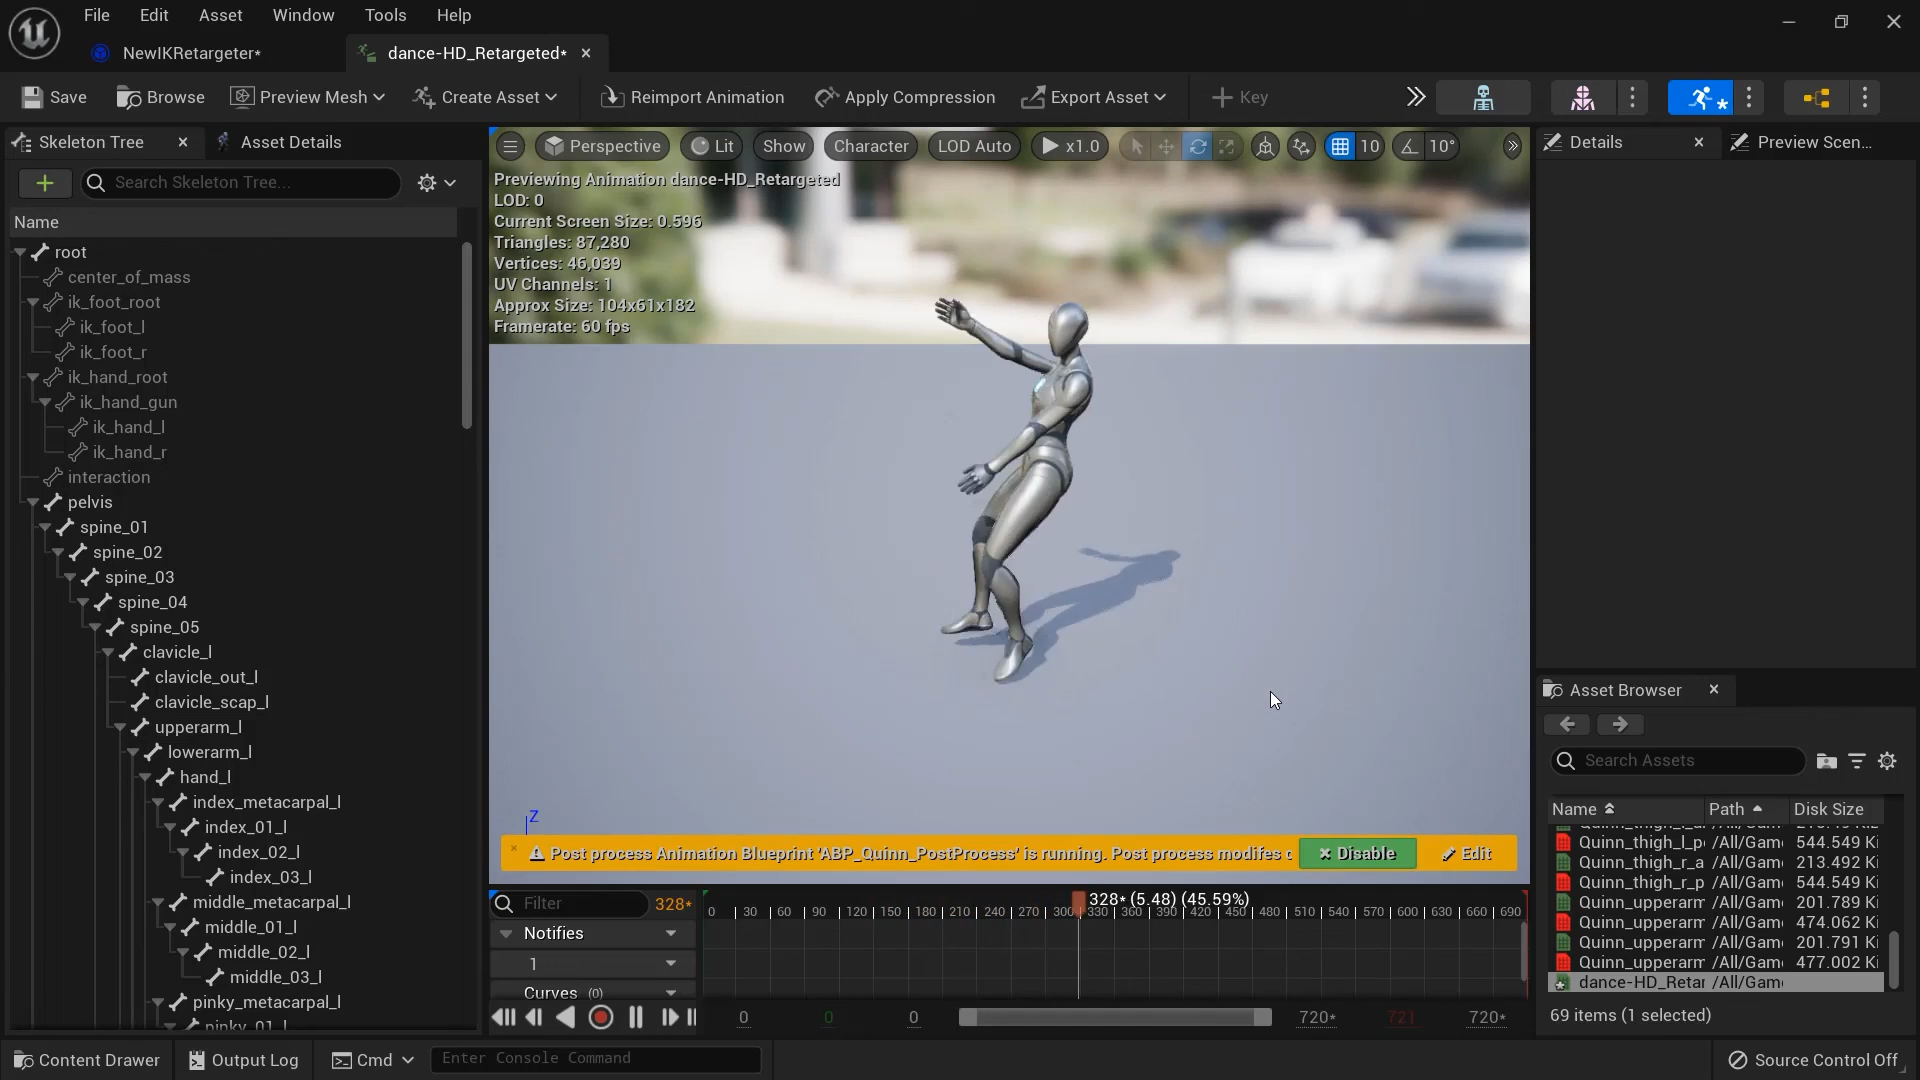 File Edit Asset Window Tools Help
NewIKRetargeter*
dance-HD_Retargeted*
Save Browse Preview Mesh Create Asset Reimport Animation Apply Compression Export Asset Key
Skeleton Tree Asset Details
Search Skeleton Tree...
Name
root
center_of_mass
ik_foot_root
ik_foot_l
ik_foot_r
ik_hand_root
ik_hand_gun
ik_hand_l
ik_hand_r
interaction
pelvis
spine_01
spine_02
spine_03
spine_04
spine_05
clavicle_l
clavicle_out_l
clavicle_scap_l
upperarm_l
lowerarm_l
hand_l
index_metacarpal_l
index_01_l
index_02_l
index_03_l
middle_metacarpal_l
middle_01_l
middle_02_l
middle_03_l
pinky_metacarpal_l
pinky_01_l
Perspective Lit Show Character LOD Auto x1.0 10 10°
Previewing Animation dance-HD_Retargeted
LOD: 0
Current Screen Size: 0.596
Triangles: 87,280
Vertices: 46,039
UV Channels: 1
Approx Size: 104x61x182
Framerate: 60 fps
Z
Post process Animation Blueprint 'ABP_Quinn_PostProcess' is running. Post process modifes Disable Edit
Filter 328*
328* (5.48) (45.59%)
0 30 60 90 120 150 180 210 240 270 300 330 360 390 420 450 480 510 540 570 600 630 660 690
Notifies
1
Curves (0)
0 0 0 720* 721 720*
Details Preview Scen...
Asset Browser
Search Assets
Name Path Disk Size
Quinn_thigh_l_p /All/Game 544.549 Ki
Quinn_thigh_r_a /All/Game 213.492 Ki
Quinn_thigh_r_p /All/Game 544.549 Ki
Quinn_upperarm /All/Game 201.789 Ki
Quinn_upperarm /All/Game 474.062 Ki
Quinn_upperarm /All/Game 201.791 Ki
Quinn_upperarm /All/Game 477.002 Ki
dance-HD_Retar /All/Game
69 items (1 selected)
Content Drawer Output Log Cmd Enter Console Command Source Control Off